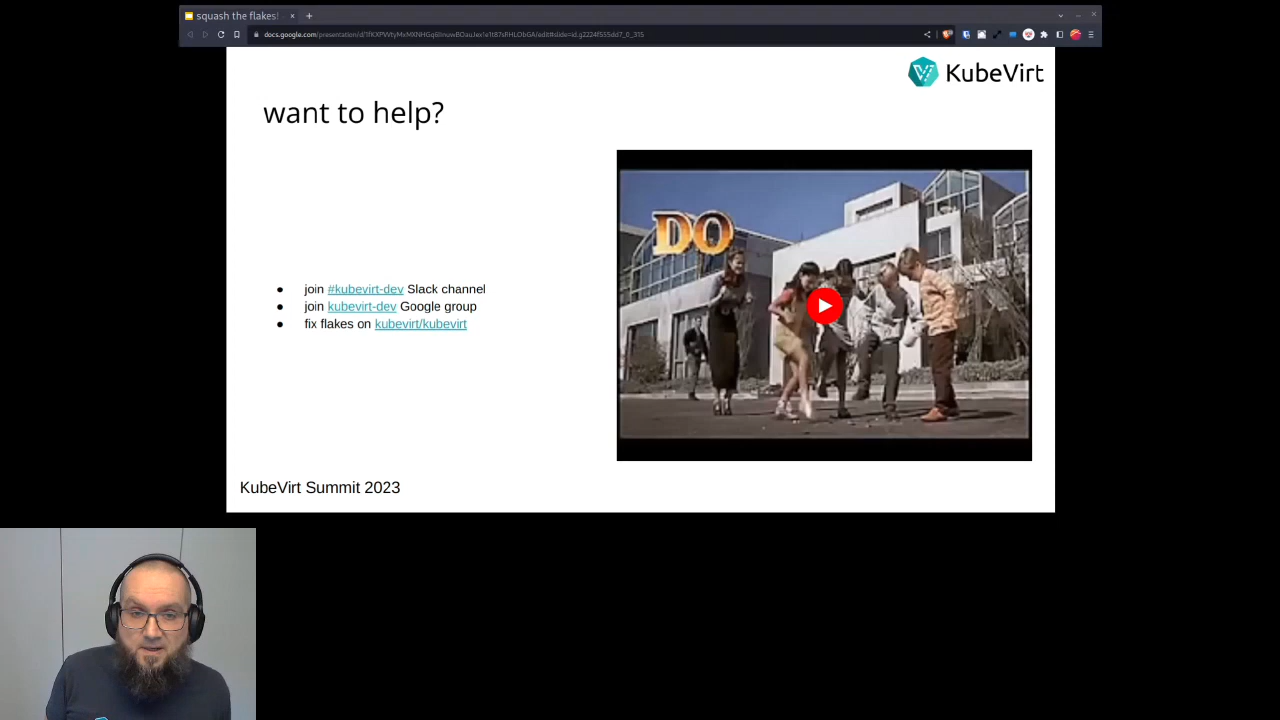 squash the flakes!
KubeVirt
want to help?
DO
● join #kubevirt-dev Slack channel
● join kubevirt-dev Google group
● fix flakes on kubevirt/kubevirt
KubeVirt Summit 2023